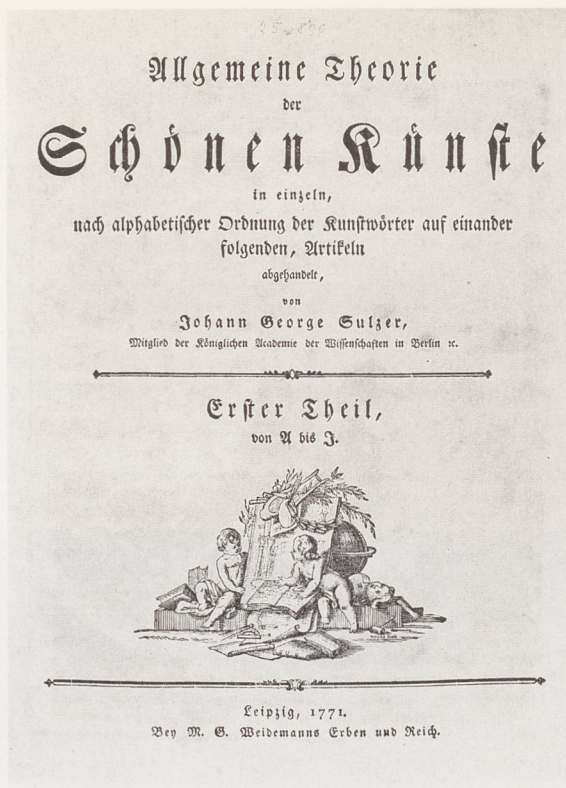 Allgemeine Theorie
der
Schönen Künste
in einzeln,
nach alphabetischer Ordnung der Kunstwörter auf einander
folgenden, Artikeln
abgehandelt,
von
Johann George Sulzer,
Mitglied der Königlichen Academie der Wissenschaften in Berlin ꝛc.
Erster Theil,
von A bis J.
Leipzig, 1771.
Bey M. G. Weidemanns Erben und Reich.